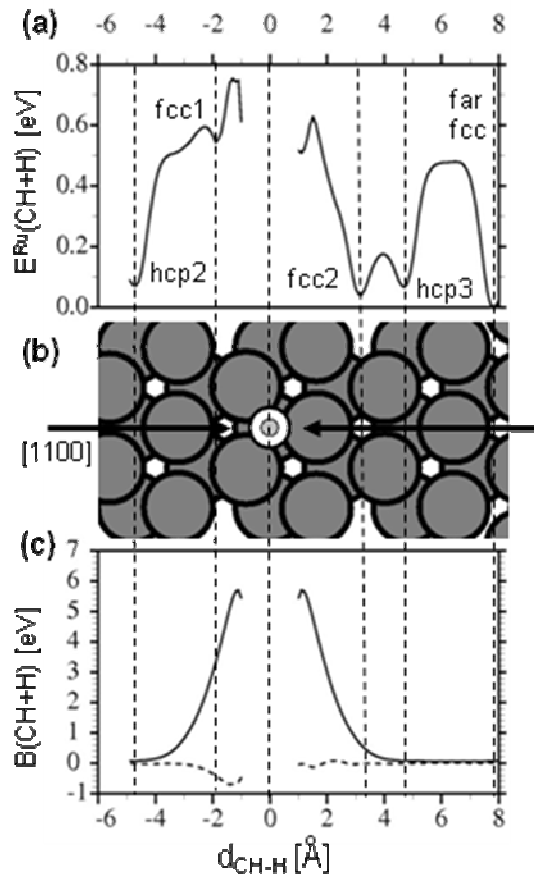 (a)
-6 -4 -2 0 2 4 6 8
0.8
0.6
0.4
0.2
0.0
E^Ru(CH+H) [eV]
fcc1
far
fcc
hcp2
fcc2
hcp3
(b)
[1100]
(c)
7
6
5
4
3
2
1
0
-1
B(CH+H) [eV]
-6 -4 -2 0 2 4 6 8
d_CH-H [Å]